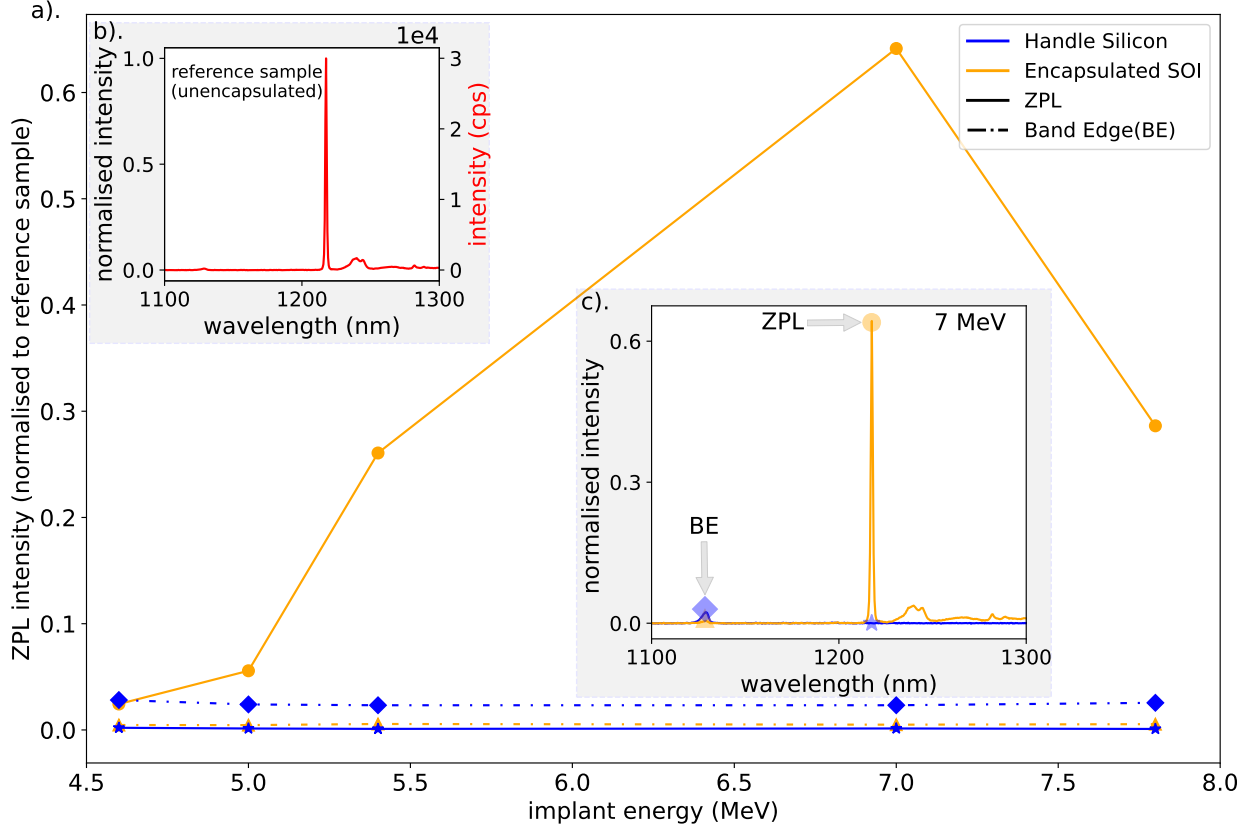 a).
ZPL intensity (normalised to reference sample)
0.6
0.5
0.4
0.3
0.2
0.1
0.0
4.5 5.0 5.5 6.0 6.5 7.0 7.5 8.0
implant energy (MeV)
Handle Silicon
Encapsulated SOI
ZPL
Band Edge(BE)
b).
1e4
normalised intensity
1.0
0.5
0.0
reference sample
(unencapsulated)
3
2
1
0
intensity (cps)
1100 1200 1300
wavelength (nm)
c).
normalised intensity
0.6
0.3
0.0
ZPL
7 MeV
BE
1100 1200 1300
wavelength (nm)